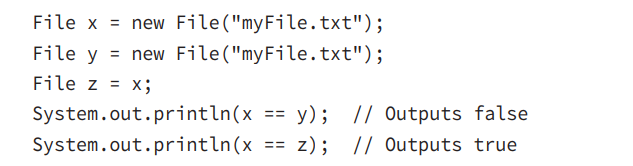 File x = new File("myFile.txt");
File y = new File("myFile.txt");
File z = x;
System.out.println(x == y);  // Outputs false
System.out.println(x == z);  // Outputs true